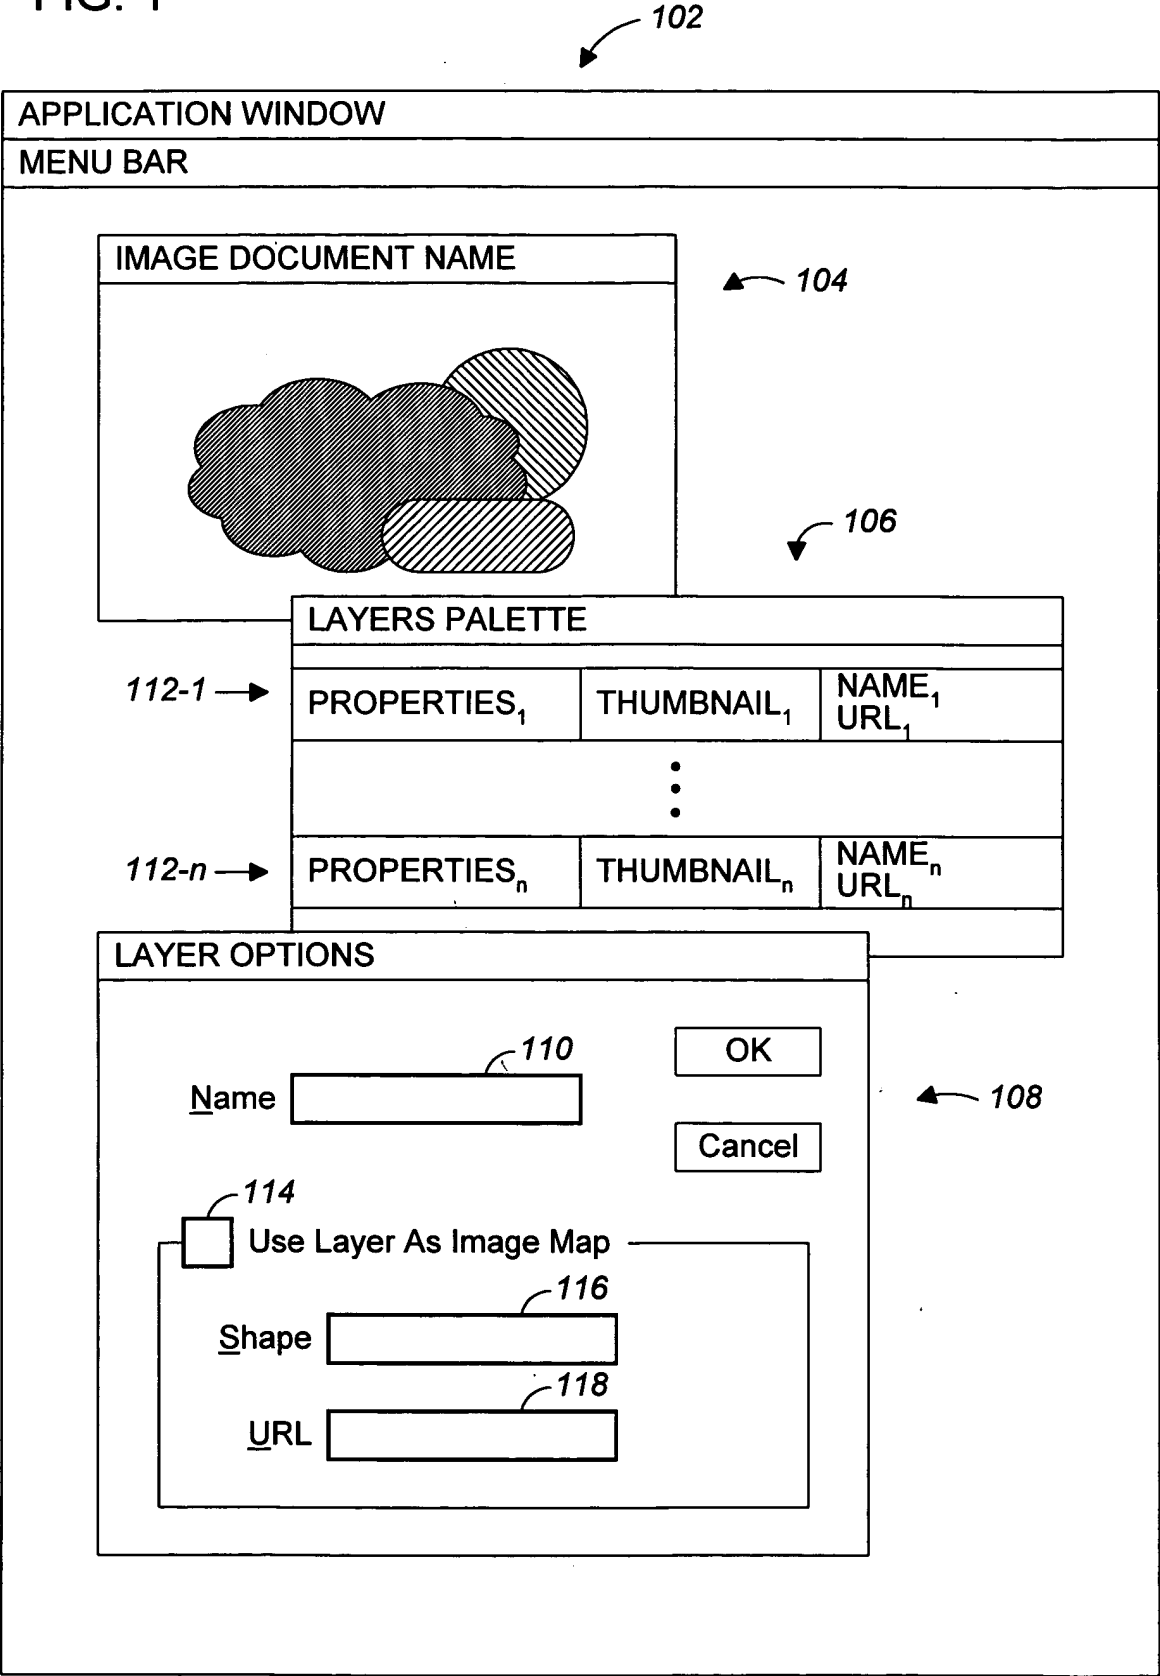 FIG. 1
102
APPLICATION WINDOW
MENU BAR
IMAGE DOCUMENT NAME
104
106
LAYERS PALETTE
112-1
PROPERTIES1
THUMBNAIL1
NAME1
URL1
112-n
PROPERTIESn
THUMBNAILn
NAMEn
URLn
LAYER OPTIONS
110
OK
Name
108
Cancel
114
Use Layer As Image Map
116
Shape
118
URL